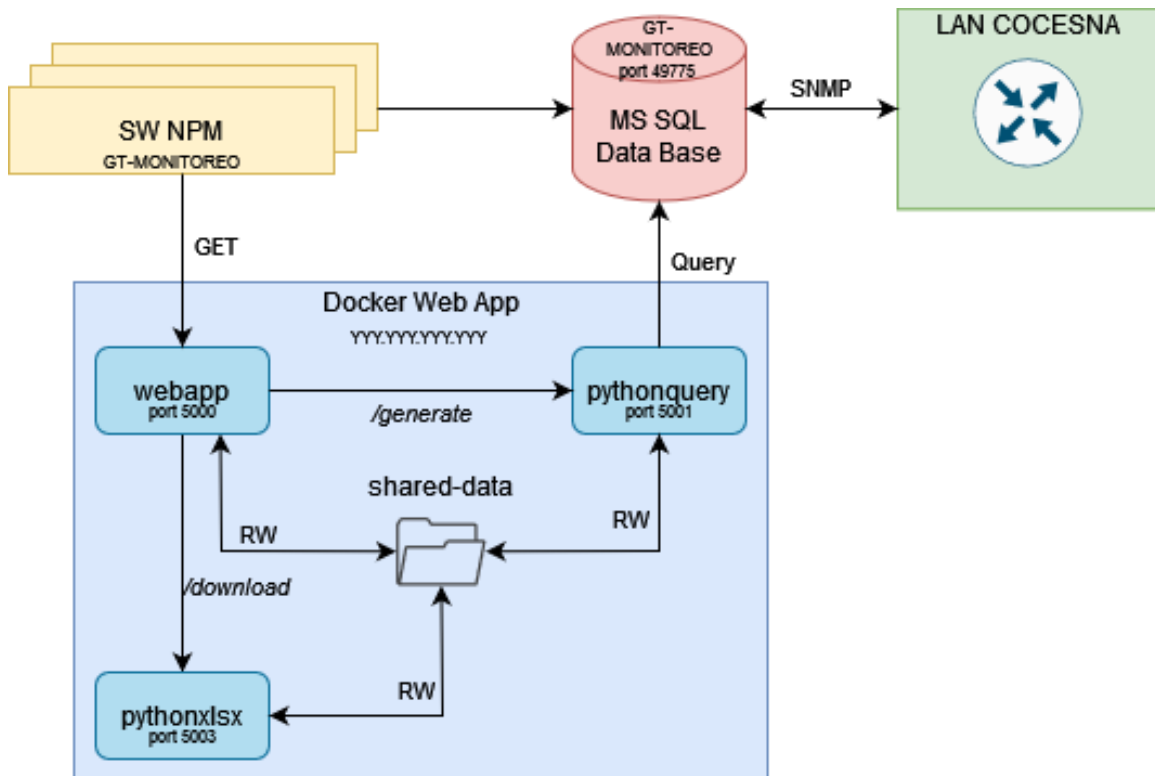 GT-
MONITOREO
port 49775
MS SQL
Data Base
LAN COCESNA
SNMP
SW NPM
GT-MONITOREO
GET
Query
Docker Web App
YYY.YYY.YYY.YYY
webapp
port 5000
/generate
pythonquery
port 5001
shared-data
RW
RW
/download
RW
pythonxlsx
port 5003